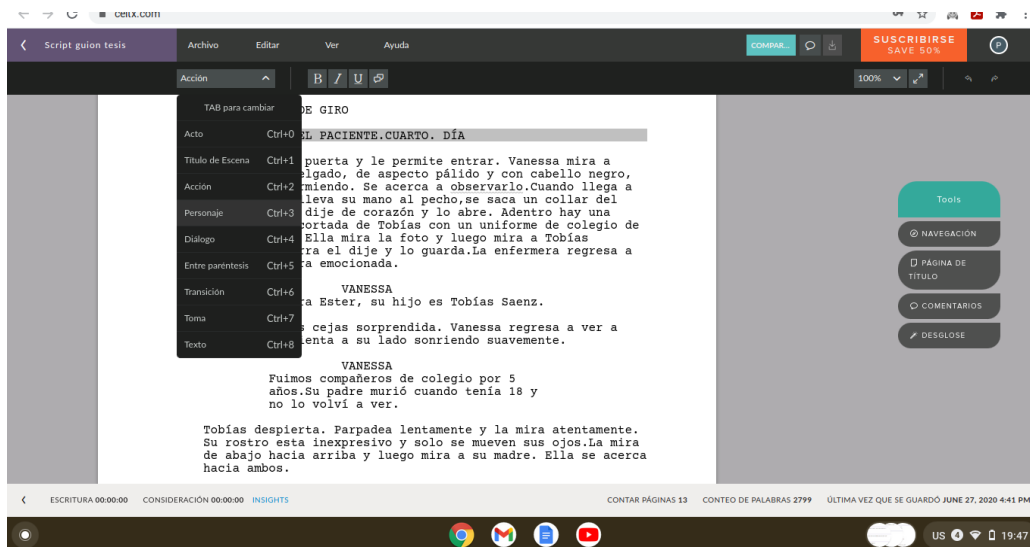 celtx.com
Script guion tesis
Archivo
Editar
Ver
Ayuda
COMPAR...
SUSCRIBIRSE
SAVE 50%
P
Acción
B I U
100%
TAB para cambiar
Acto Ctrl+0
Título de Escena Ctrl+1
Acción Ctrl+2
Personaje Ctrl+3
Diálogo Ctrl+4
Entre paréntesis Ctrl+5
Transición Ctrl+6
Toma Ctrl+7
Texto Ctrl+8
DE GIRO
EL PACIENTE.CUARTO. DÍA
puerta y le permite entrar. Vanessa mira a
elgado, de aspecto pálido y con cabello negro,
rmiendo. Se acerca a observarlo.Cuando llega a
lleva su mano al pecho,se saca un collar del
dije de corazón y lo abre. Adentro hay una
cortada de Tobías con un uniforme de colegio de
Ella mira la foto y luego mira a Tobías
rra el dije y lo guarda.La enfermera regresa a
ra emocionada.
VANESSA
ra Ester, su hijo es Tobías Saenz.
s cejas sorprendida. Vanessa regresa a ver a
ienta a su lado sonriendo suavemente.
VANESSA
Fuimos compañeros de colegio por 5
años.Su padre murió cuando tenía 18 y
no lo volví a ver.
Tobías despierta. Parpadea lentamente y la mira atentamente.
Su rostro esta inexpresivo y solo se mueven sus ojos.La mira
de abajo hacia arriba y luego mira a su madre. Ella se acerca
hacia ambos.
Tools
NAVEGACIÓN
PÁGINA DE
TÍTULO
COMENTARIOS
DESGLOSE
ESCRITURA 00:00:00 CONSIDERACIÓN 00:00:00 INSIGHTS CONTAR PÁGINAS 13 CONTEO DE PALABRAS 2799 ÚLTIMA VEZ QUE SE GUARDÓ JUNE 27, 2020 4:41 PM
US 4 19:47